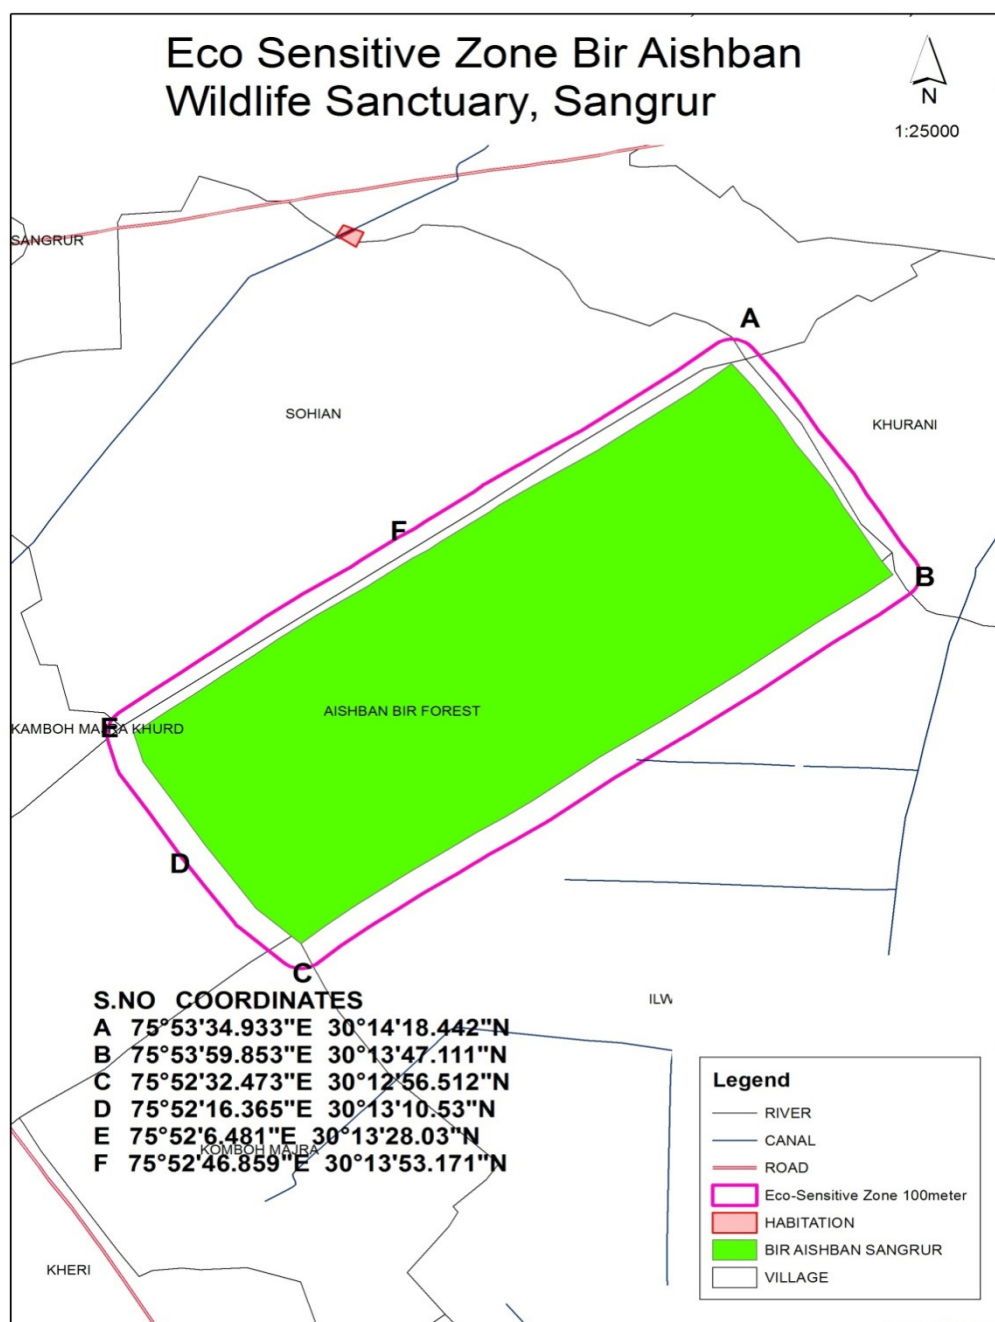 Eco Sensitive Zone Bir Aishban
Wildlife Sanctuary, Sangrur
N
1:25000
SANGRUR
A
SOHIAN
KHURANI
F
B
AISHBAN BIR FOREST
KAMBOH MAJRA KHURD
E
D
C
S.NO COORDINATES
ILW
A 75°53'34.933"E 30°14'18.442"N
B 75°53'59.853"E 30°13'47.111"N
C 75°52'32.473"E 30°12'56.512"N
D 75°52'16.365"E 30°13'10.53"N
E 75°52'6.481"E 30°13'28.03"N
KOMBOH MAJRA
F 75°52'46.859"E 30°13'53.171"N
KHERI
Legend
RIVER
CANAL
ROAD
Eco-Sensitive Zone 100meter
HABITATION
BIR AISHBAN SANGRUR
VILLAGE